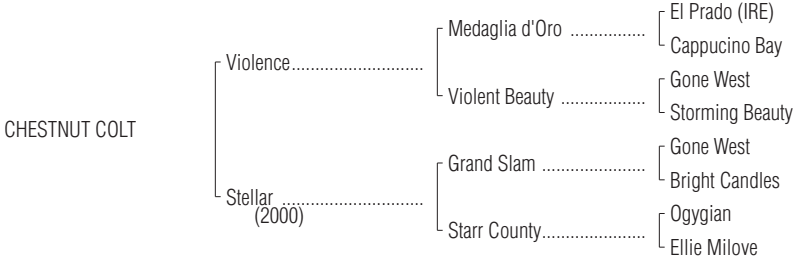 El Prado (IRE)
Medaglia d'Oro ................
Cappucino Bay
Violence............................
Gone West
Violent Beauty ..................
Storming Beauty
CHESTNUT COLT
Gone West
Grand Slam ......................
Bright Candles
Stellar ..............................
(2000)
Ogygian
Starr County......................
Ellie Milove